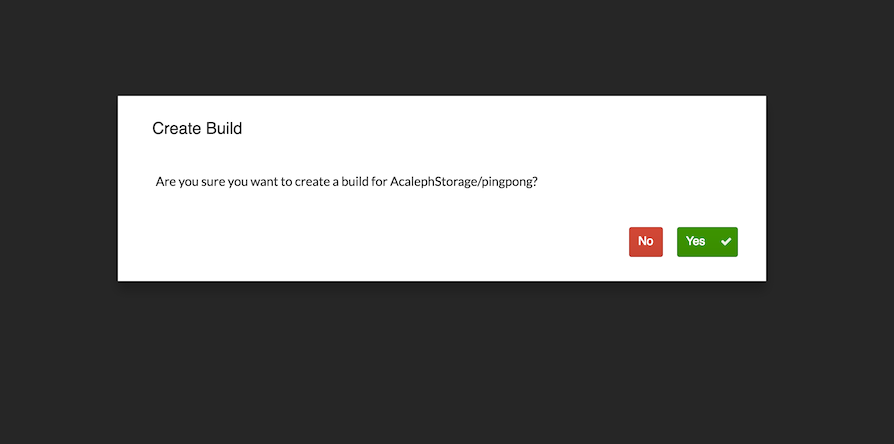 Create Build
Are you sure you want to create a build for AcalephStorage/pingpong?
No Yes